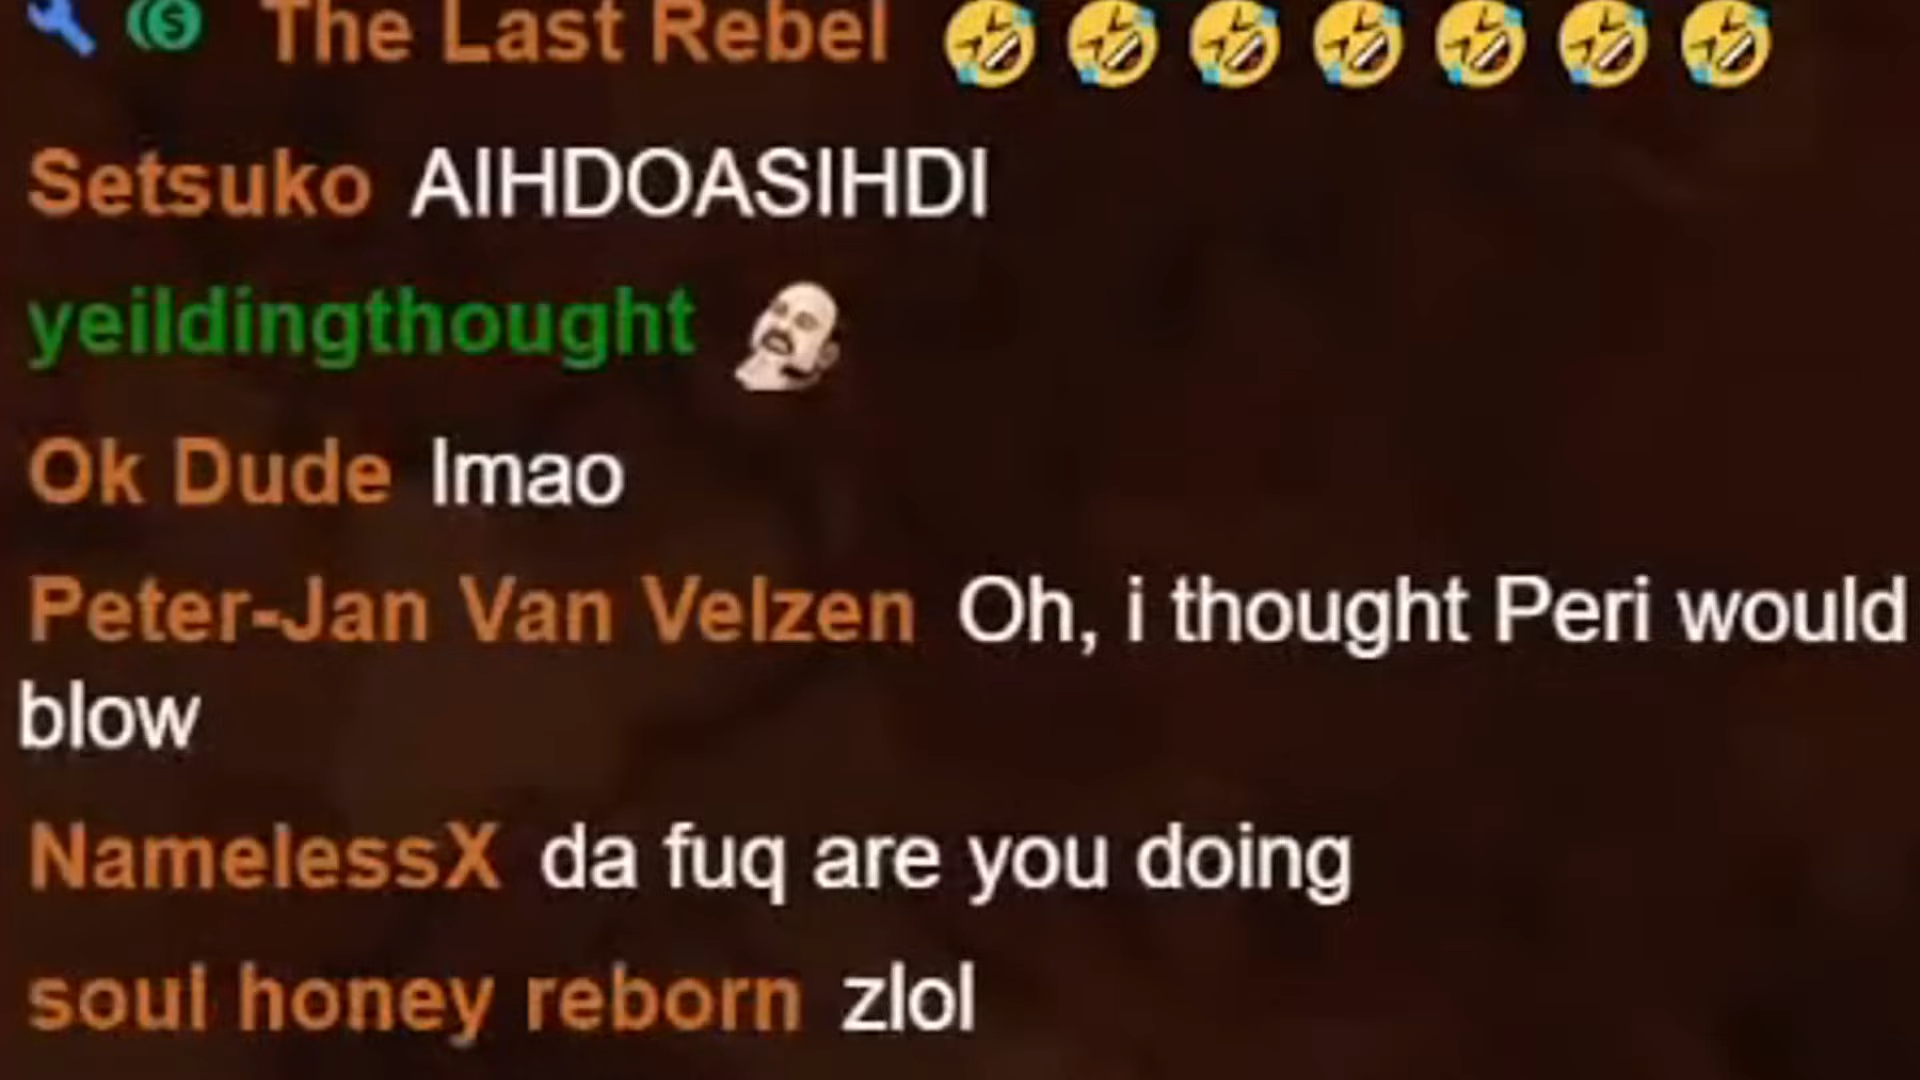 The Last Rebel 🤣🤣🤣🤣🤣🤣🤣
Setsuko AIHDOASIHDI
yeildingthought
Ok Dude lmao
Peter-Jan Van Velzen Oh, i thought Peri would
blow
NamelessX da fuq are you doing
soul honey reborn zlol